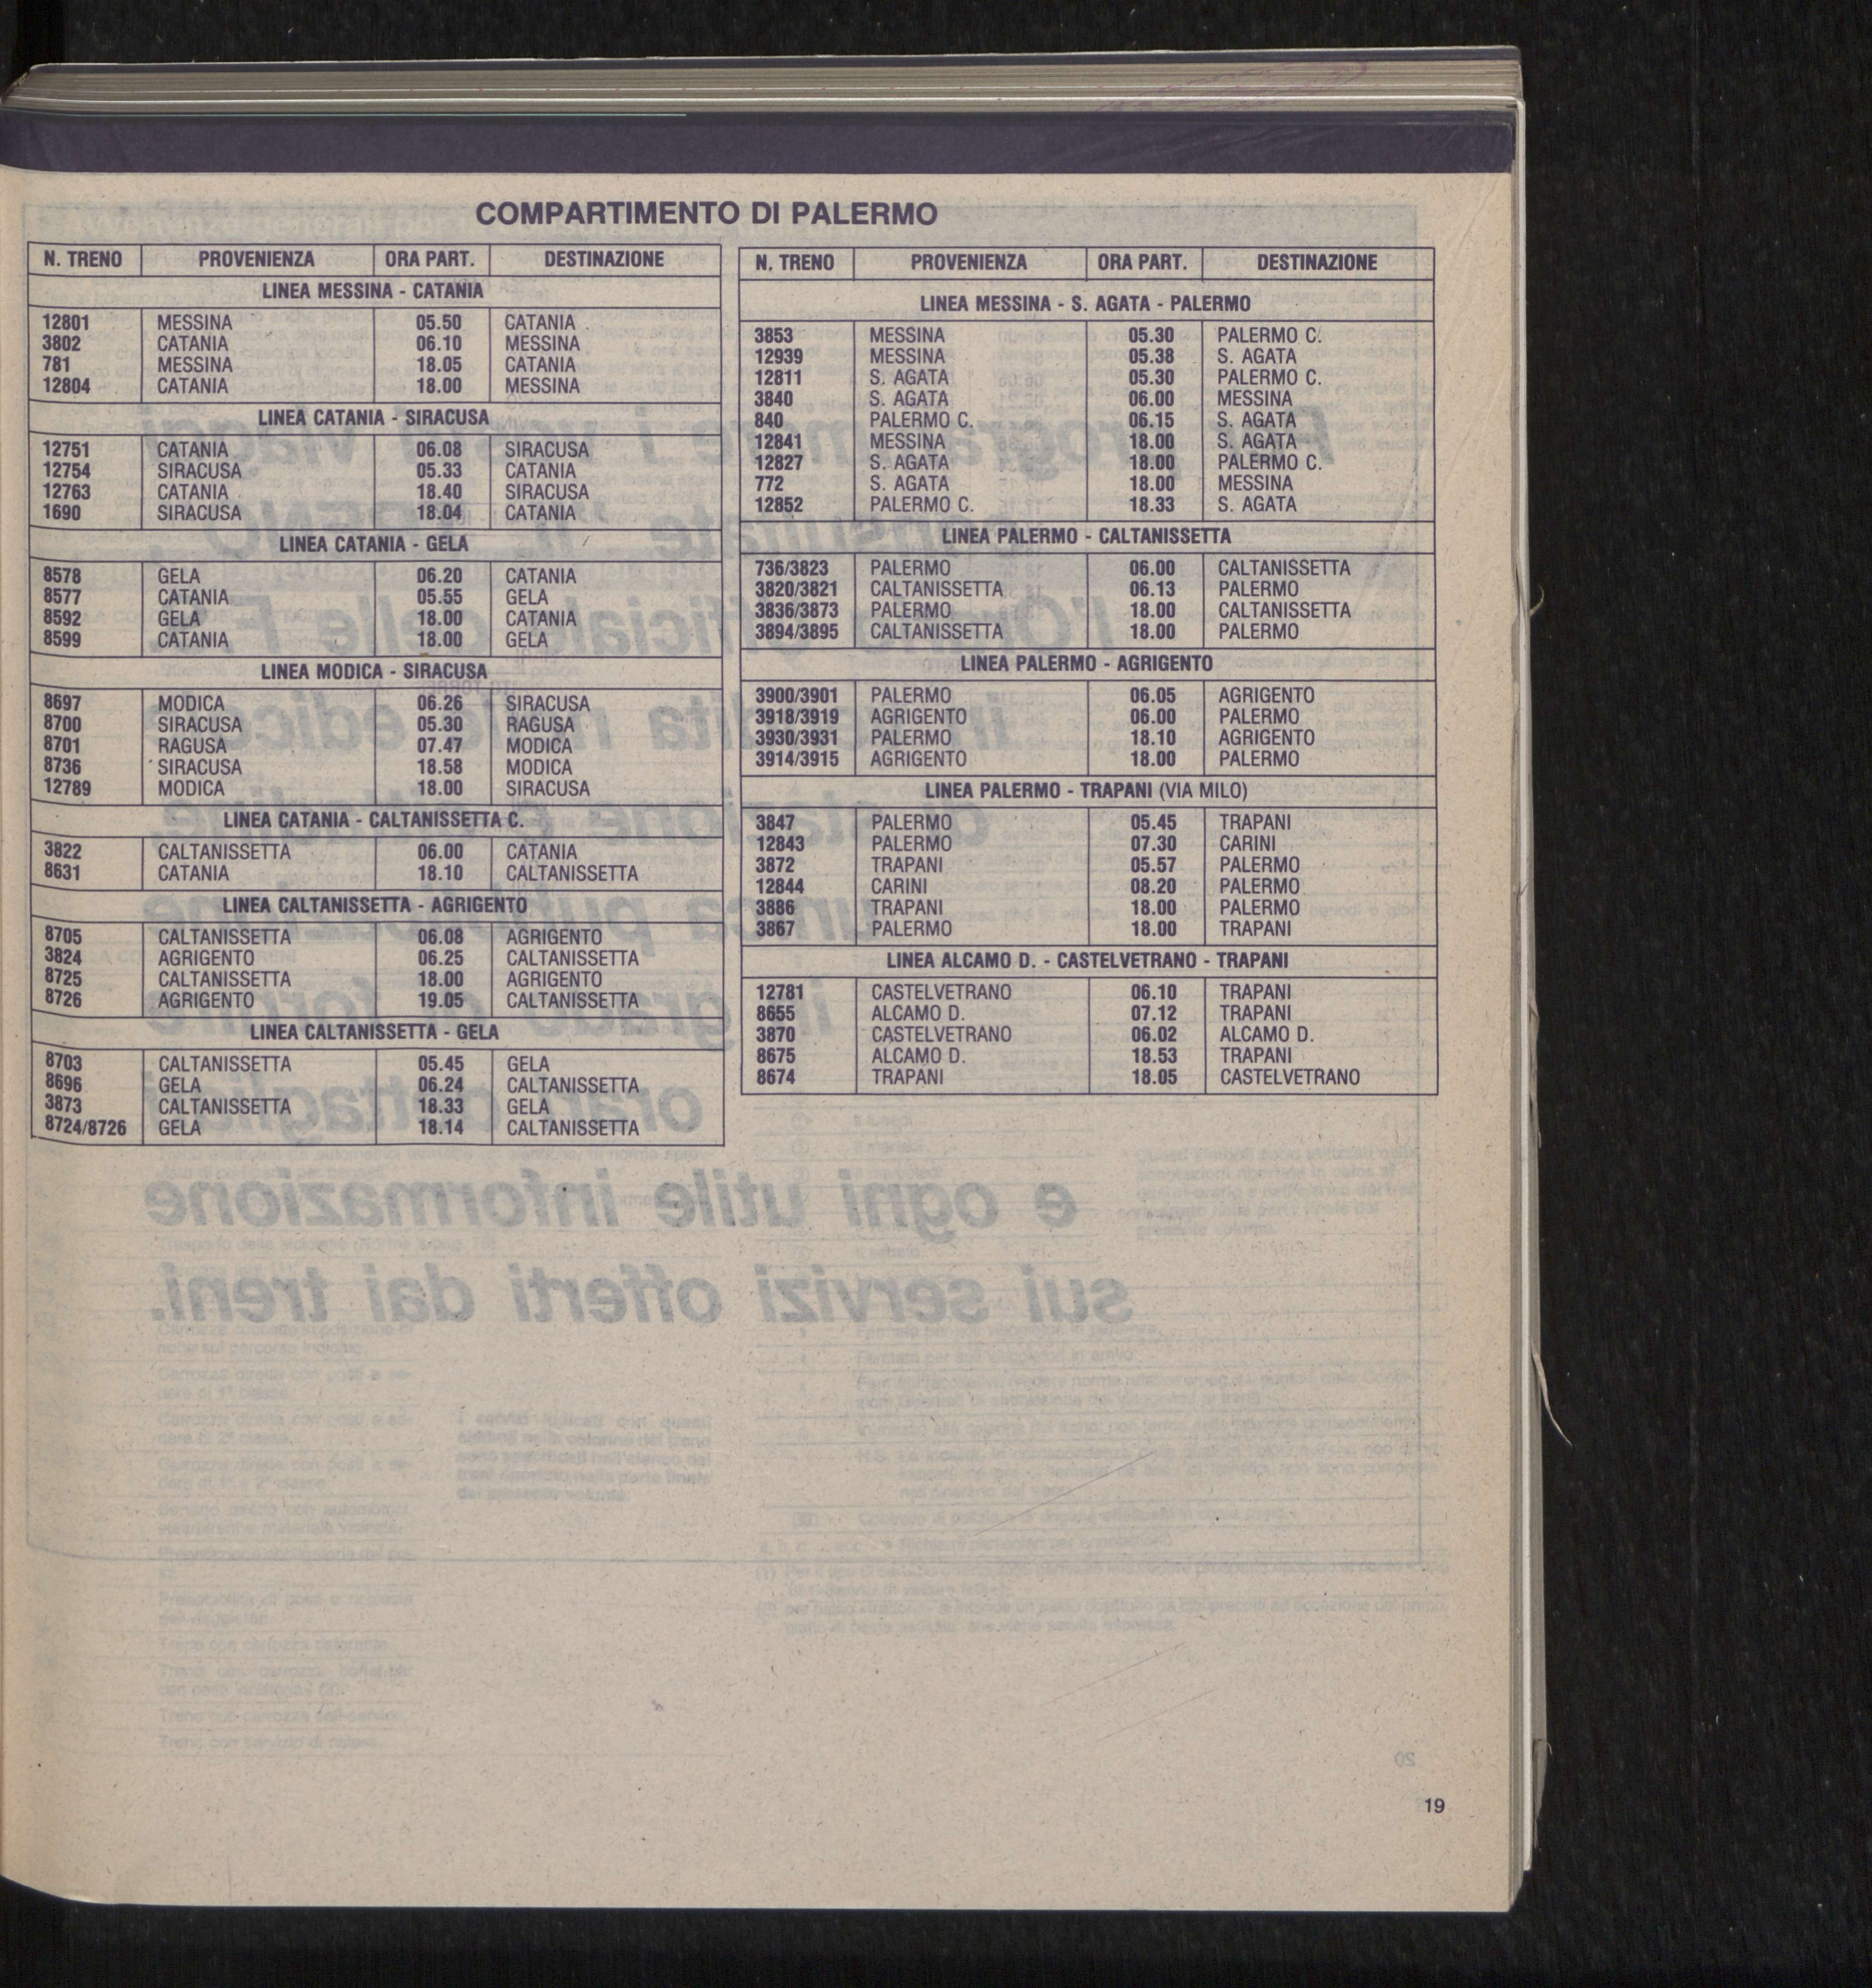 COMPARTIMENTO DI PALERMO
N. TRENO PROVENIENZA ORA PART. DESTINAZIONE
LINEA MESSINA - CATANIA
12801 MESSINA 05.50 CATANIA
3802 CATANIA 06.10 MESSINA
781 MESSINA 18.05 CATANIA
12804 CATANIA 18.00 MESSINA
LINEA CATANIA - SIRACUSA
12751 CATANIA 06.08 SIRACUSA
12754 SIRACUSA 05.33 CATANIA
12763 CATANIA 18.40 SIRACUSA
1690 SIRACUSA 18.04 CATANIA
LINEA CATANIA - GELA
8578 GELA 06.20 CATANIA
8577 CATANIA 05.55 GELA
8592 GELA 18.00 CATANIA
8599 CATANIA 18.00 GELA
LINEA MODICA - SIRACUSA
8697 MODICA 06.26 SIRACUSA
8700 SIRACUSA 05.30 RAGUSA
8701 RAGUSA 07.47 MODICA
8736 SIRACUSA 18.58 MODICA
12789 MODICA 18.00 SIRACUSA
LINEA CATANIA - CALTANISSETTA C.
3822 CALTANISSETTA 06.00 CATANIA
8631 CATANIA 18.10 CALTANISSETTA
LINEA CALTANISSETTA - AGRIGENTO
8705 CALTANISSETTA 06.08 AGRIGENTO
3824 AGRIGENTO 06.25 CALTANISSETTA
8725 CALTANISSETTA 18.00 AGRIGENTO
8726 AGRIGENTO 19.05 CALTANISSETTA
LINEA CALTANISSETTA - GELA
8703 CALTANISSETTA 05.45 GELA
8696 GELA 06.24 CALTANISSETTA
3873 CALTANISSETTA 18.33 GELA
8724/8726 GELA 18.14 CALTANISSETTA
N. TRENO PROVENIENZA ORA PART. DESTINAZIONE
LINEA MESSINA - S. AGATA - PALERMO
3853 MESSINA 05.30 PALERMO C.
12939 MESSINA 05.38 S. AGATA
12811 S. AGATA 05.30 PALERMO C.
3840 S. AGATA 06.00 MESSINA
840 PALERMO C. 06.15 S. AGATA
12841 MESSINA 18.00 S. AGATA
12827 S. AGATA 18.00 PALERMO C.
772 S. AGATA 18.00 MESSINA
12852 PALERMO C. 18.33 S. AGATA
LINEA PALERMO - CALTANISSETTA
736/3823 PALERMO 06.00 CALTANISSETTA
3820/3821 CALTANISSETTA 06.13 PALERMO
3836/3873 PALERMO 18.00 CALTANISSETTA
3894/3895 CALTANISSETTA 18.00 PALERMO
LINEA PALERMO - AGRIGENTO
3900/3901 PALERMO 06.05 AGRIGENTO
3918/3919 AGRIGENTO 06.00 PALERMO
3930/3931 PALERMO 18.10 AGRIGENTO
3914/3915 AGRIGENTO 18.00 PALERMO
LINEA PALERMO - TRAPANI (VIA MILO)
3847 PALERMO 05.45 TRAPANI
12843 PALERMO 07.30 CARINI
3872 TRAPANI 05.57 PALERMO
12844 CARINI 08.20 PALERMO
3886 TRAPANI 18.00 PALERMO
3867 PALERMO 18.00 TRAPANI
LINEA ALCAMO D. - CASTELVETRANO - TRAPANI
12781 CASTELVETRANO 06.10 TRAPANI
8655 ALCAMO D. 07.12 TRAPANI
3870 CASTELVETRANO 06.02 ALCAMO D.
8675 ALCAMO D. 18.53 TRAPANI
8674 TRAPANI 18.05 CASTELVETRANO
19